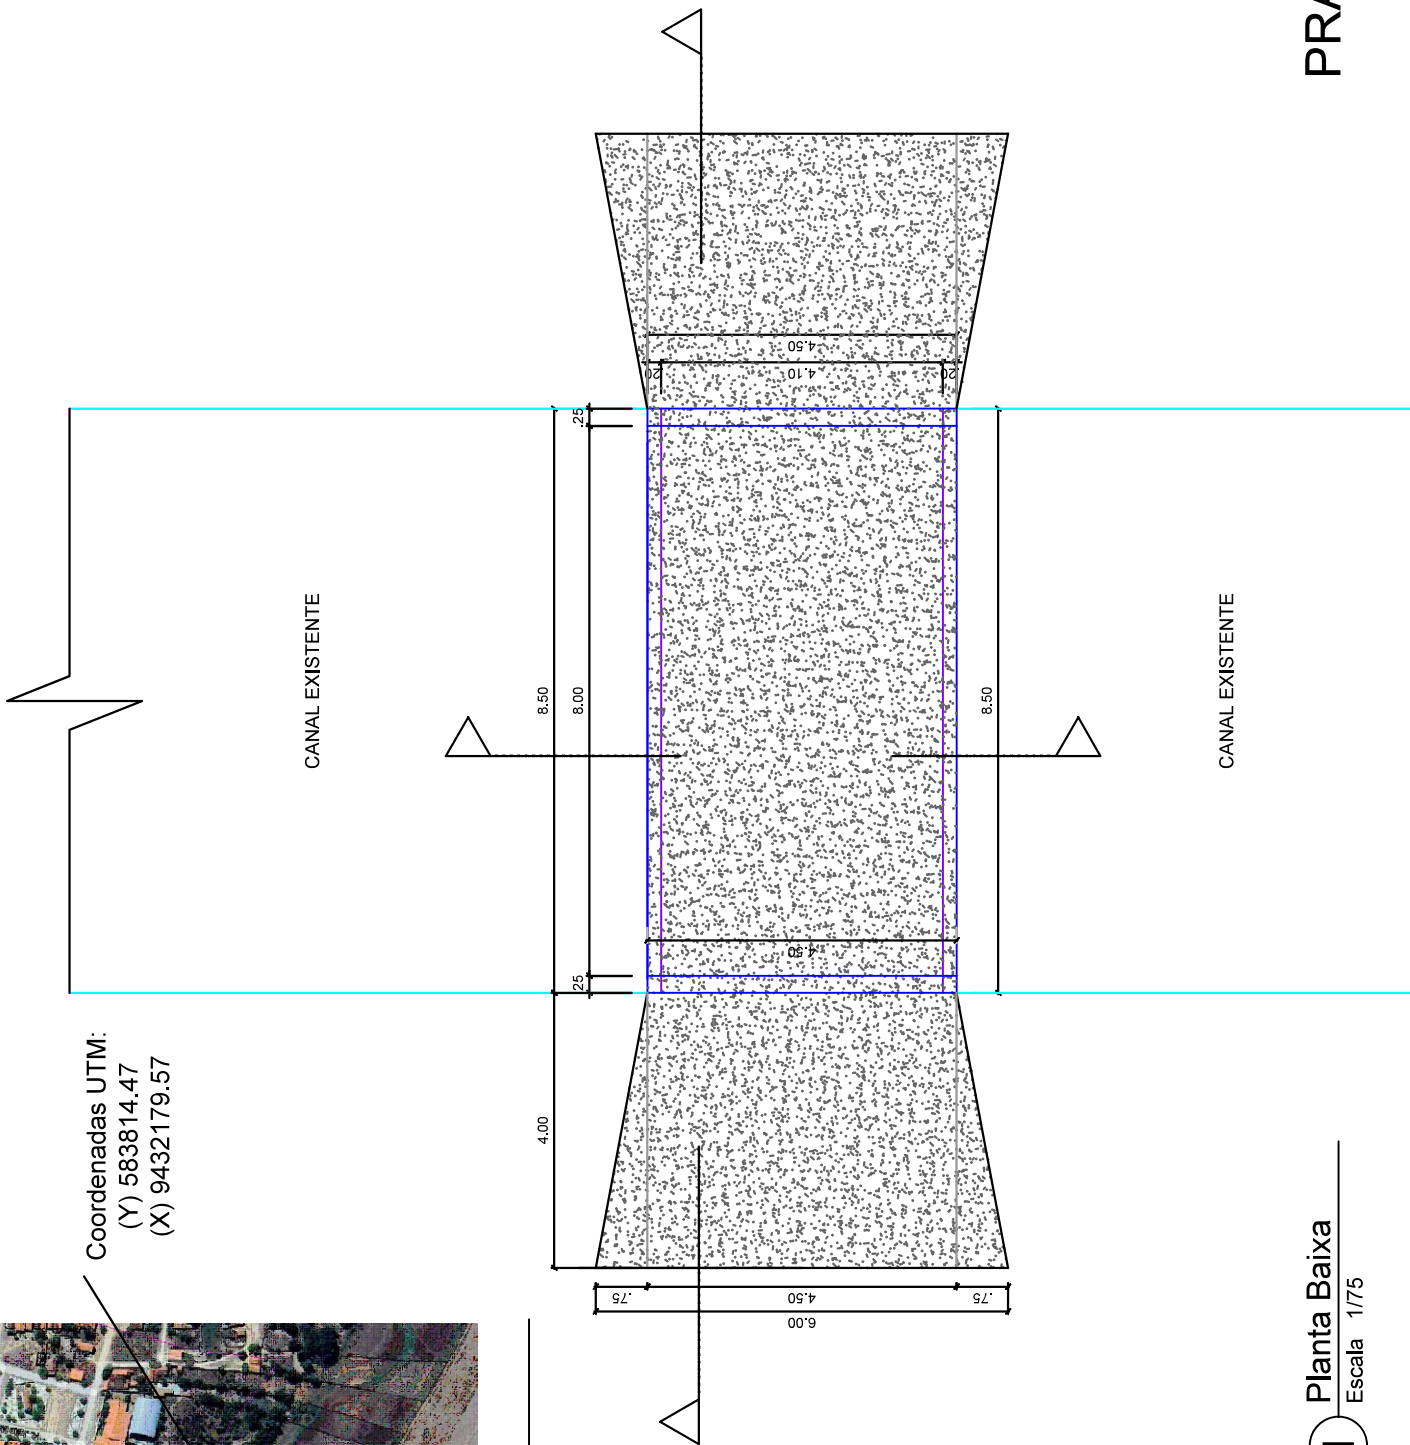 PRA
4.50
.20
4.10
.20
.25
CANAL EXISTENTE
8.50
8.00
8.50
CANAL EXISTENTE
4.50
.25
Coordenadas UTM:
(Y) 583814.47
(X) 9432179.57
4.00
.75
4.50
.75
6.00
Planta Baixa
Escala 1/75